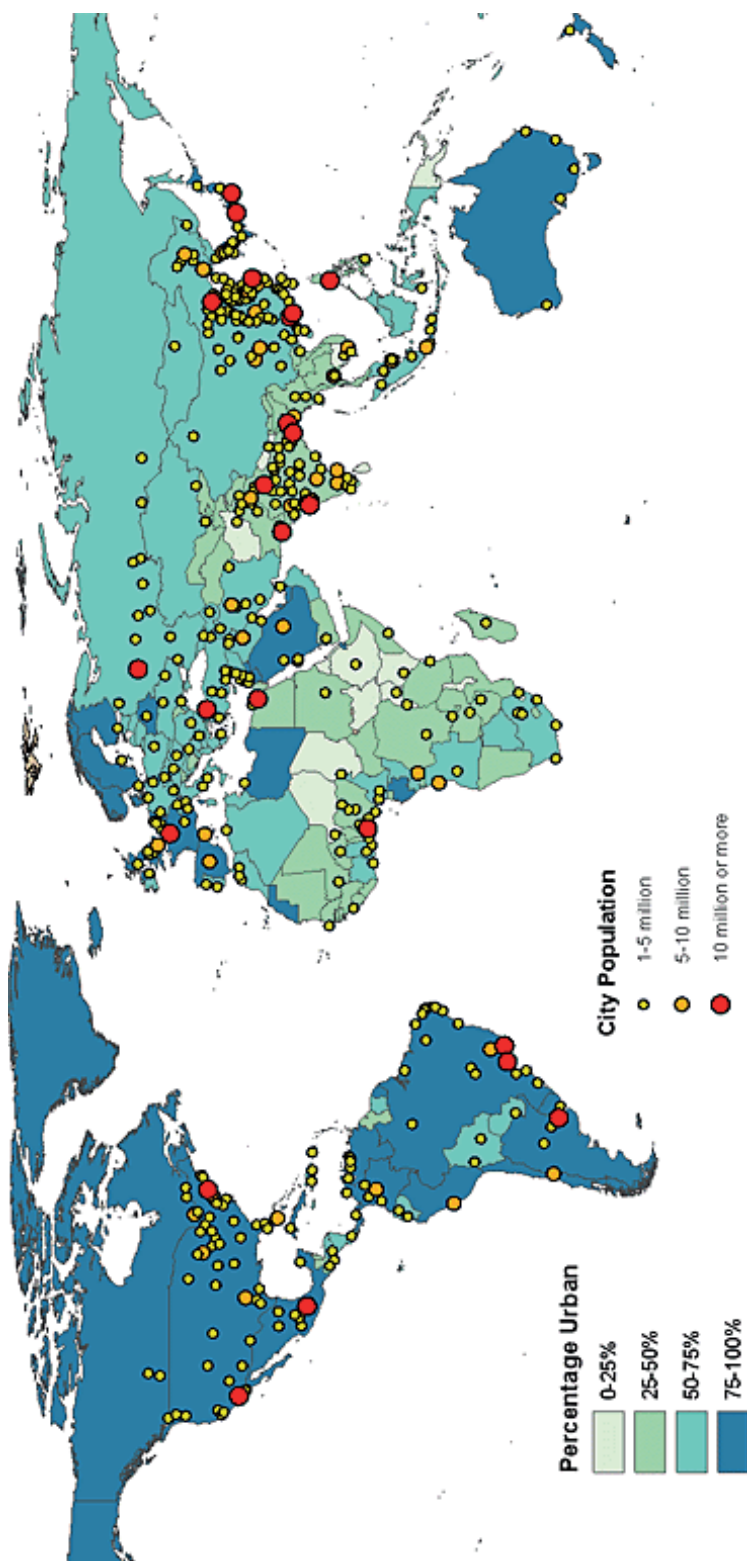 Percentage Urban
0-25%
25-50%
50-75%
75-100%
City Population
1-5 million
5-10 million
10 million or more